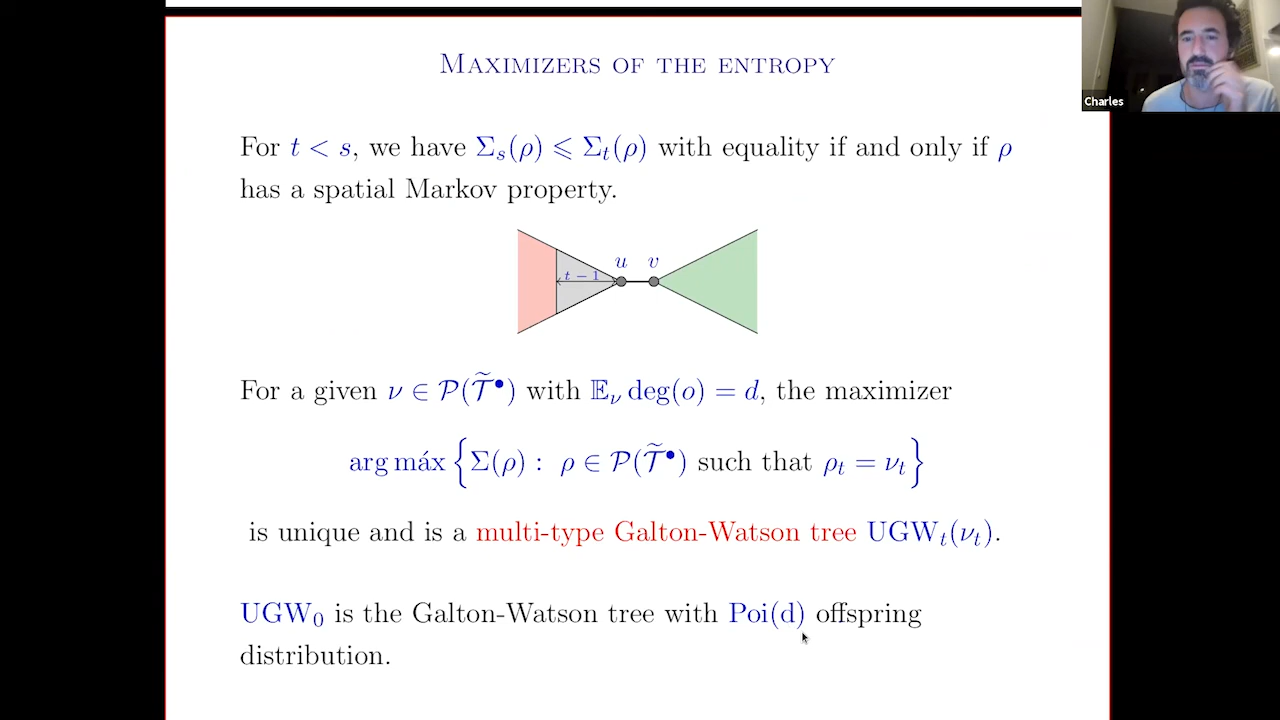 MAXIMIZERS OF THE ENTROPY
Charles
For t < s, we have Σ_s(ρ) ⩽ Σ_t(ρ) with equality if and only if ρ
has a spatial Markov property.
u v
t − 1
For a given ν ∈ 𝒫(𝒯̃^•) with 𝔼_ν deg(o) = d, the maximizer
arg máx {Σ(ρ) : ρ ∈ 𝒫(𝒯̃^•) such that ρ_t = ν_t}
is unique and is a multi-type Galton-Watson tree UGW_t(ν_t).
UGW_0 is the Galton-Watson tree with Poi(d) offspring
distribution.